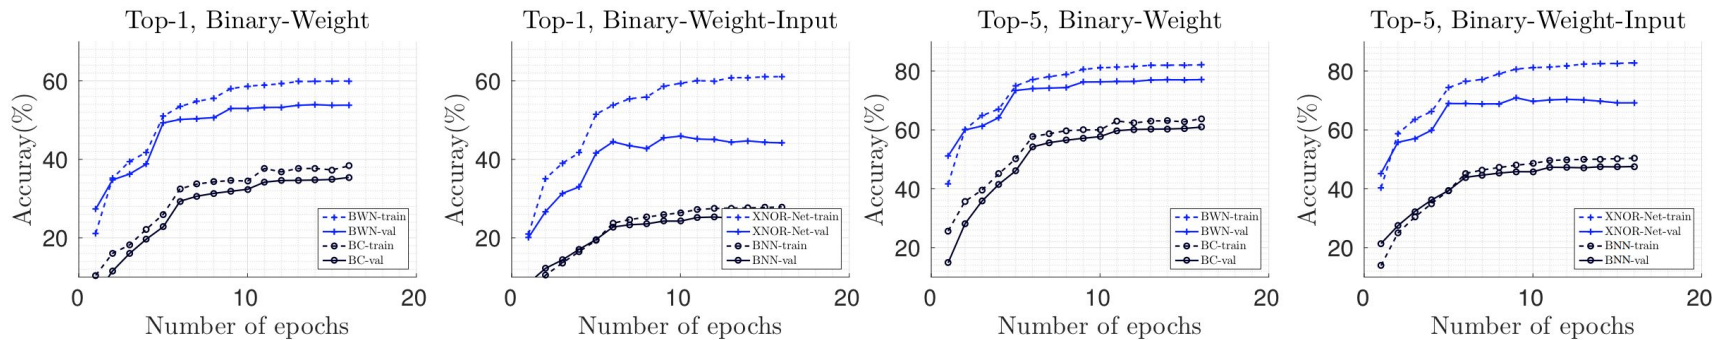 Top-1, Binary-Weight
Accuray(%)
60
40
20
0
10
20
Number of epochs
BWN-train
BWN-val
BC-train
BC-val
Top-1, Binary-Weight-Input
Accuray(%)
60
40
20
0
10
20
Number of epochs
XNOR-Net-train
XNOR-Net-val
BNN-train
BNN-val
Top-5, Binary-Weight
Accuray(%)
80
60
40
20
0
10
20
Number of epochs
BWN-train
BWN-val
BC-train
BC-val
Top-5, Binary-Weight-Input
Accuray(%)
80
60
40
20
0
10
20
Number of epochs
XNOR-Net-train
XNOR-Net-val
BNN-train
BNN-val